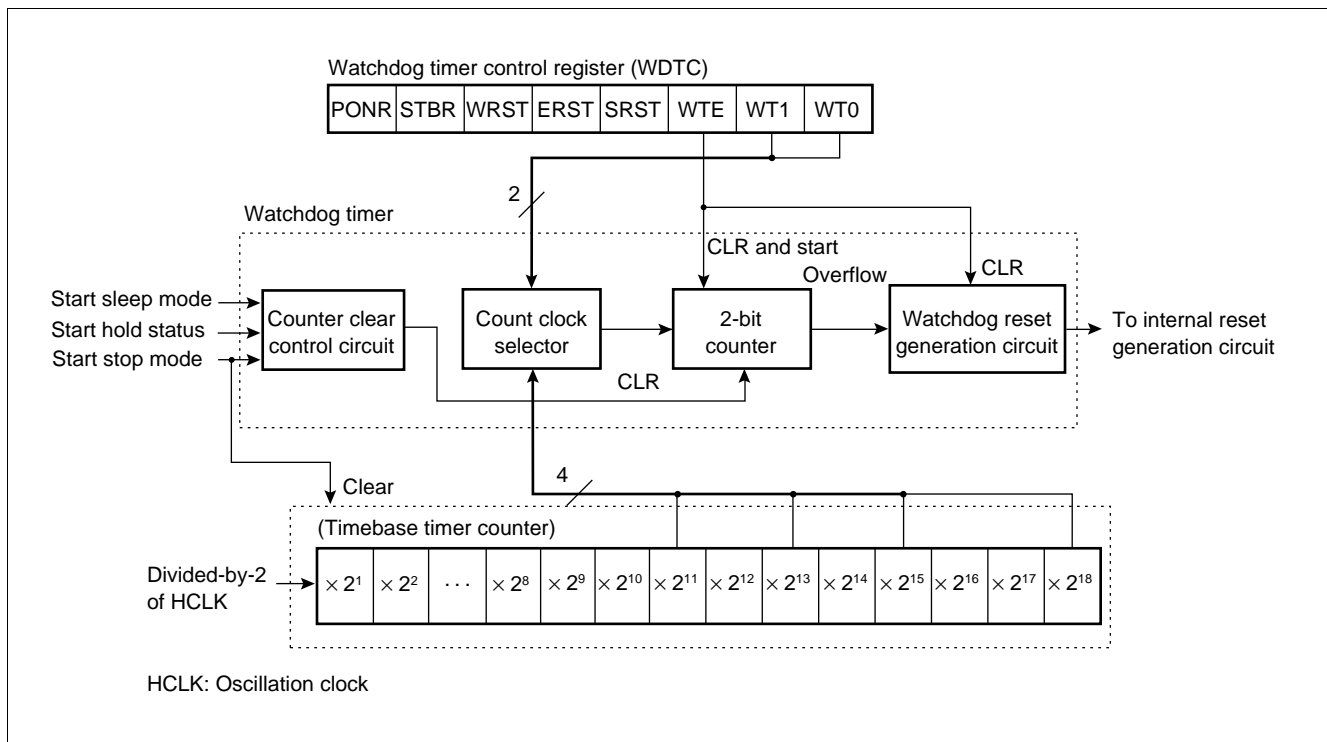 Watchdog timer control register (WDTC)
PONR STBR WRST ERST SRST WTE WT1 WT0
2
Watchdog timer
CLR and start
Overflow
CLR
Start sleep mode
Start hold status
Start stop mode
Counter clear
control circuit
Count clock
selector
2-bit
counter
Watchdog reset
generation circuit
To internal reset
generation circuit
CLR
4
Clear
(Timebase timer counter)
Divided-by-2
of HCLK
× 2¹ × 2² ··· × 2⁸ × 2⁹ × 2¹⁰ × 2¹¹ × 2¹² × 2¹³ × 2¹⁴ × 2¹⁵ × 2¹⁶ × 2¹⁷ × 2¹⁸
HCLK: Oscillation clock